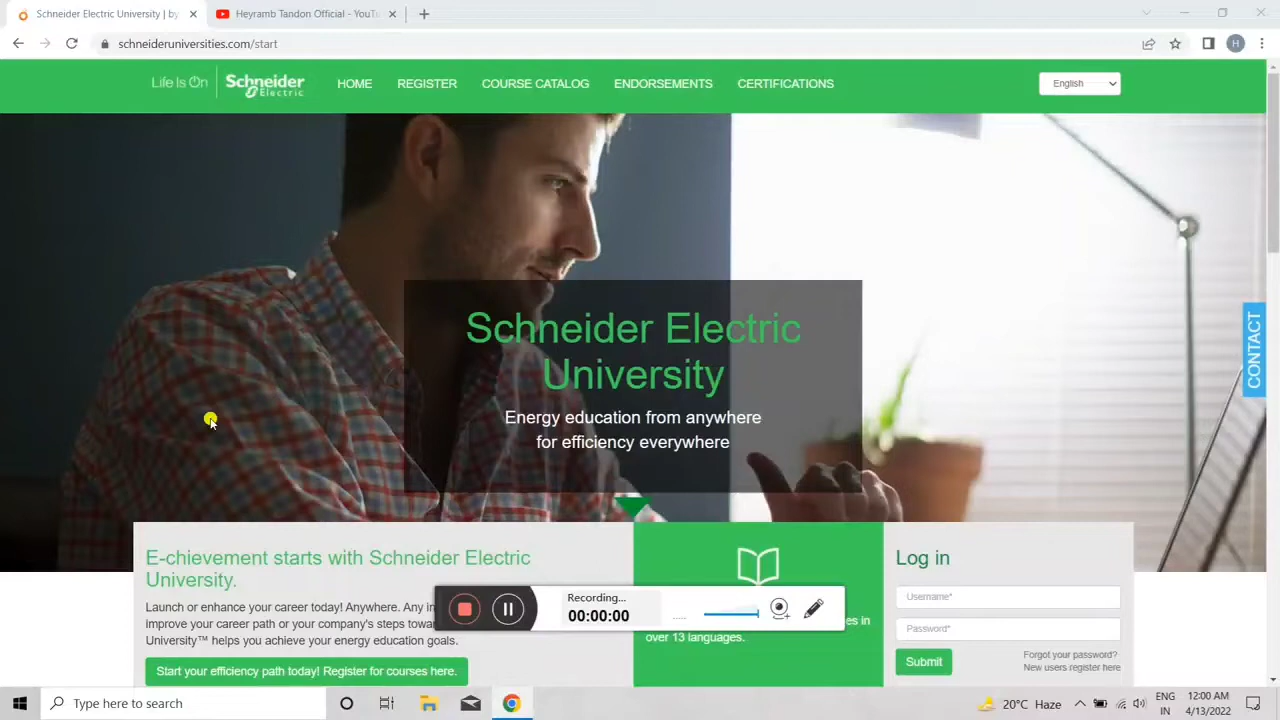 Schneider Electric University | by
Heyramb Tandon Official - YouTu
schneideruniversities.com/start
H
Life Is On
Schneider
Electric
HOME
REGISTER
COURSE CATALOG
ENDORSEMENTS
CERTIFICATIONS
English
CONTACT
Schneider Electric
University
Energy education from anywhere
for efficiency everywhere
E-chievement starts with Schneider Electric
University.
Launch or enhance your career today! Anywhere. Any
improve your career path or your company's steps
University™ helps you achieve your energy education goals.
Start your efficiency path today! Register for courses here.
Recording...
00:00:00
in
over 13 languages.
Log in
Username*
Password*
Submit
Forgot your password?
New users register here
Type here to search
20°C Haze
ENG
IN
12:00 AM
4/13/2022